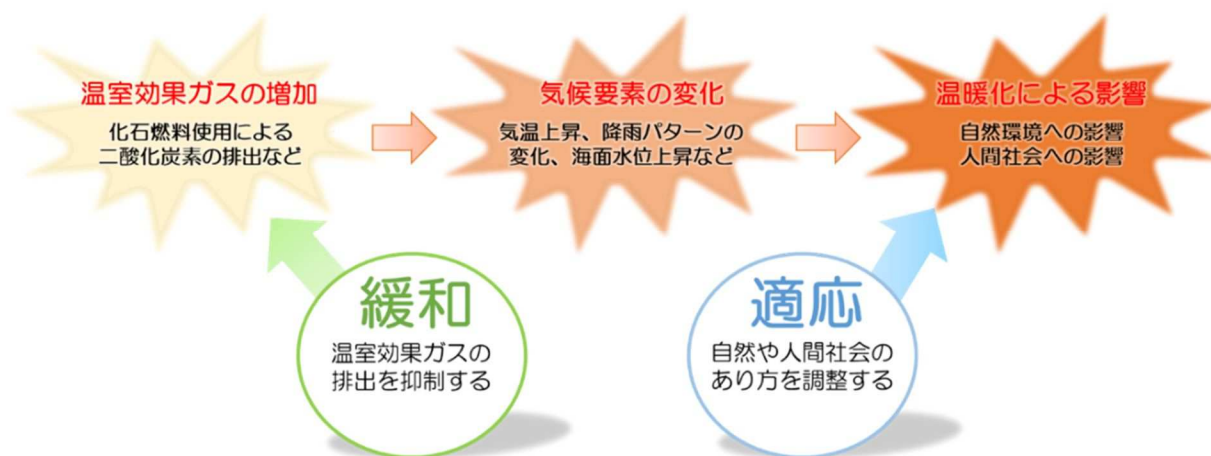 温室効果ガスの増加
化石燃料使用による
二酸化炭素の排出など
気候要素の変化
気温上昇、降雨パターンの
変化、海面水位上昇など
温暖化による影響
自然環境への影響
人間社会への影響
緩和
温室効果ガスの
排出を抑制する
適応
自然や人間社会の
あり方を調整する